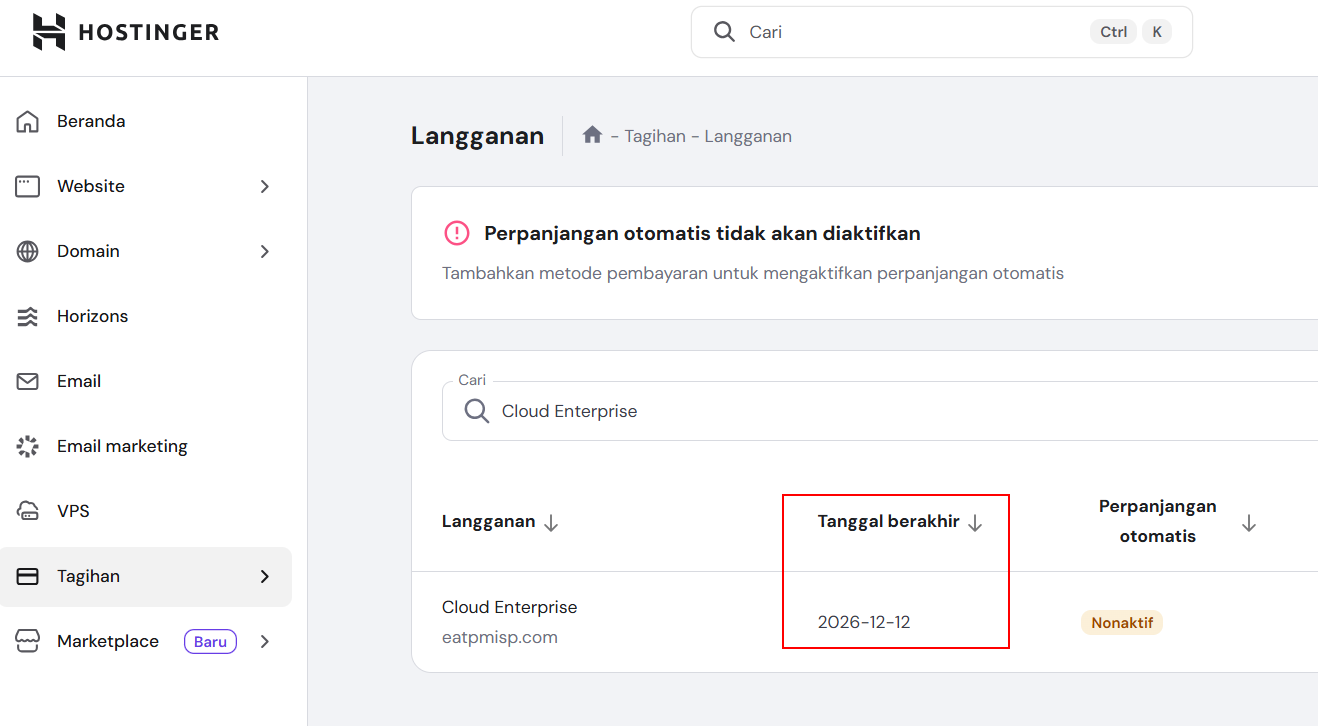 HOSTINGER
Cari
Ctrl K
Beranda
Website
Domain
Horizons
Email
Email marketing
VPS
Tagihan
Marketplace Baru
Langganan - Tagihan - Langganan
Perpanjangan otomatis tidak akan diaktifkan
Tambahkan metode pembayaran untuk mengaktifkan perpanjangan otomatis
Cari
Cloud Enterprise
Langganan
Tanggal berakhir
Perpanjangan
otomatis
Cloud Enterprise
eatpmisp.com
2026-12-12
Nonaktif